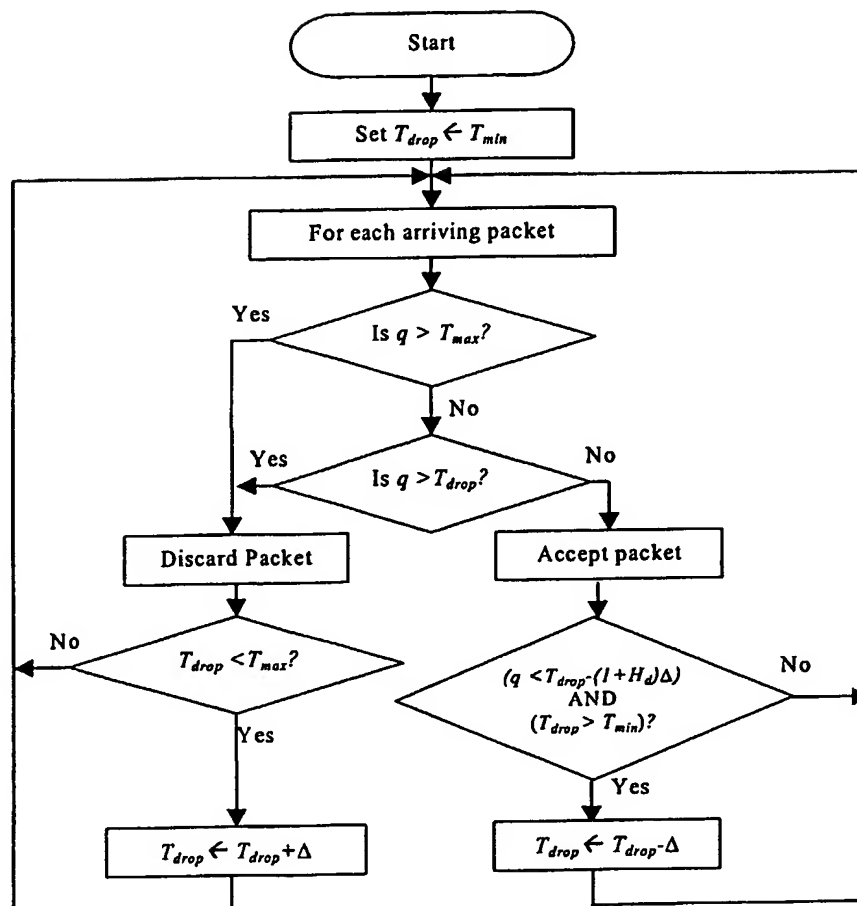 Start
Set T_drop ← T_min
For each arriving packet
Yes
Is q > T_max?
No
Yes
Is q > T_drop?
No
Discard Packet
Accept packet
No
T_drop < T_max?
(q < T_drop-(1+H_d)Δ)
AND
(T_drop > T_min)?
No
Yes
Yes
T_drop ← T_drop+Δ
T_drop ← T_drop-Δ